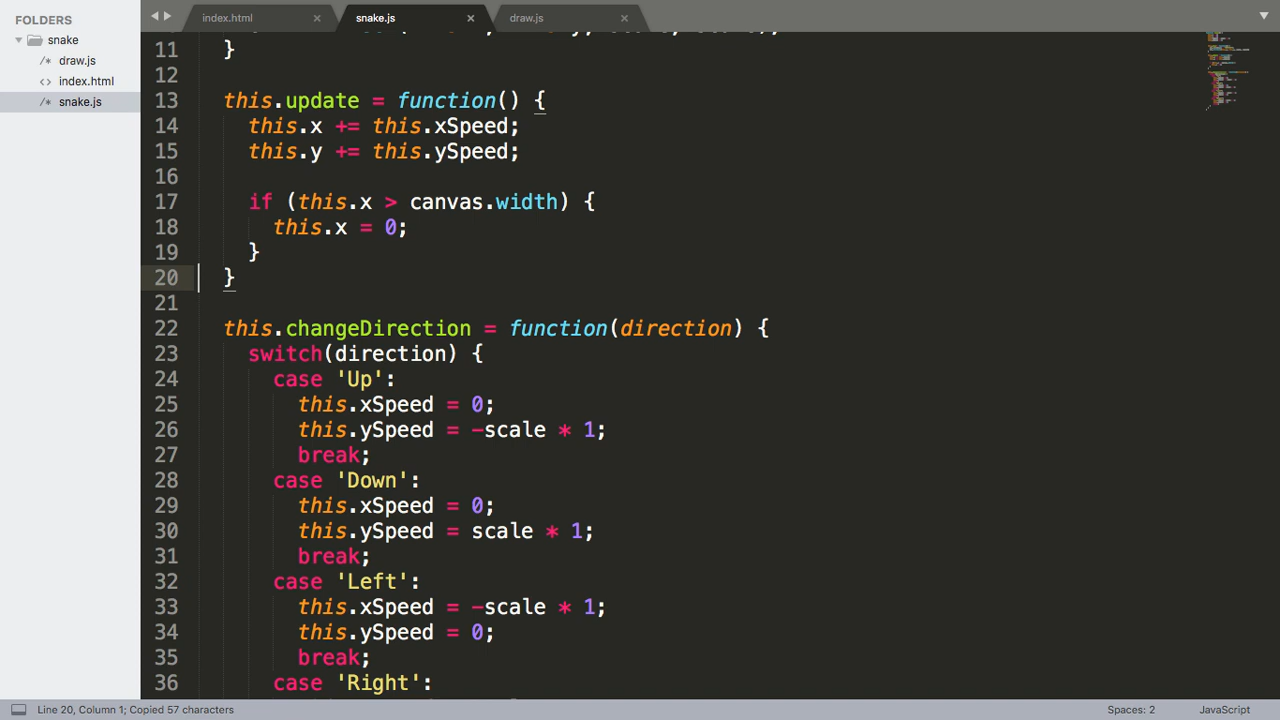 FOLDERS
snake
/* draw.js
<> index.html
/* snake.js
index.html ×
snake.js ×
draw.js ×
11 }
12
13 this.update = function() {
14 this.x += this.xSpeed;
15 this.y += this.ySpeed;
16
17 if (this.x > canvas.width) {
18 this.x = 0;
19 }
20 }
21
22 this.changeDirection = function(direction) {
23 switch(direction) {
24 case 'Up':
25 this.xSpeed = 0;
26 this.ySpeed = -scale * 1;
27 break;
28 case 'Down':
29 this.xSpeed = 0;
30 this.ySpeed = scale * 1;
31 break;
32 case 'Left':
33 this.xSpeed = -scale * 1;
34 this.ySpeed = 0;
35 break;
36 case 'Right':
Line 20, Column 1; Copied 57 characters
Spaces: 2
JavaScript